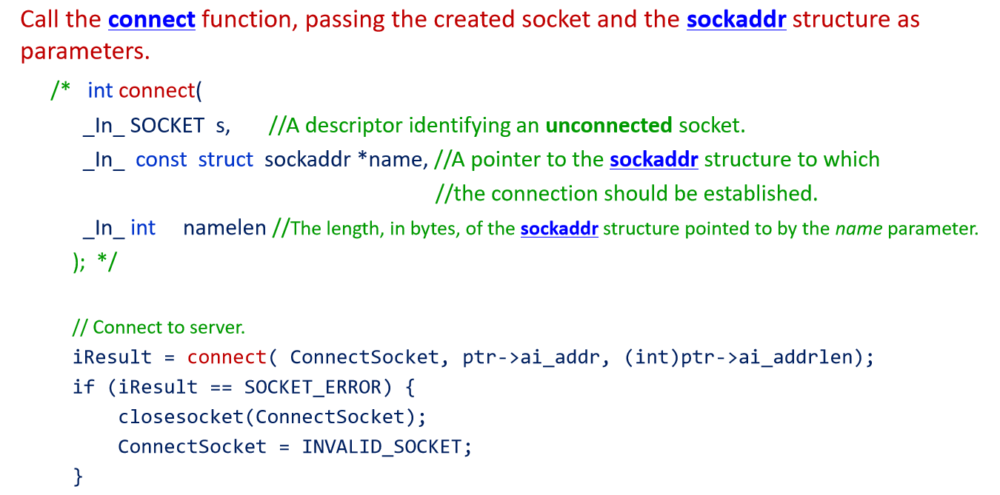 Call the connect function, passing the created socket and the sockaddr structure as
parameters.
/* int connect(
_In_ SOCKET s, //A descriptor identifying an unconnected socket.
_In_ const struct sockaddr *name, //A pointer to the sockaddr structure to which
//the connection should be established.
_In_ int namelen //The length, in bytes, of the sockaddr structure pointed to by the name parameter.
); */
// Connect to server.
iResult = connect( ConnectSocket, ptr->ai_addr, (int)ptr->ai_addrlen);
if (iResult == SOCKET_ERROR) {
closesocket(ConnectSocket);
ConnectSocket = INVALID_SOCKET;
}